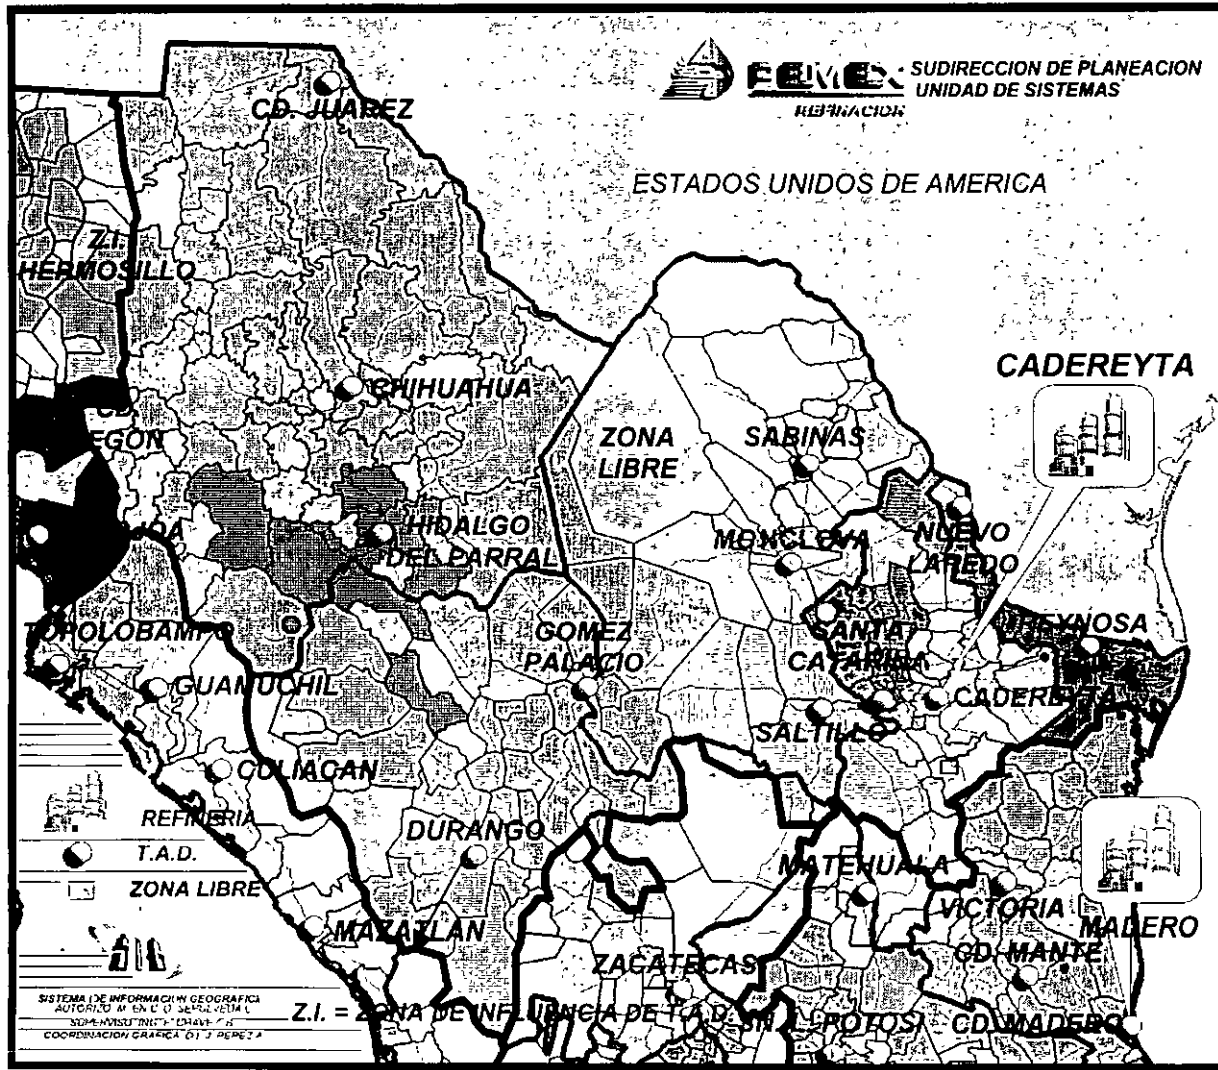 PEMEX
REFINACION
SUDIRECCION DE PLANEACION
UNIDAD DE SISTEMAS
CD. JUAREZ
ESTADOS UNIDOS DE AMERICA
Z.I.
HERMOSILLO
CADEREYTA
CHIHUAHUA
CD.
ZONA
LIBRE
SABINAS
HIDALGO
DEL PARRAL
MONCLOVA
NUEVO
LAREDO
TOPOLOBAMPO
GUAMUCHIL
GOMEZ
PALACIO
SANTA
CATARINA
REYNOSA
CADEREYTA
SALTILLO
CULIACAN
REFINERIA
T.A.D.
ZONA LIBRE
DURANGO
MATEHUALA
VICTORIA
MADERO
MAZATLAN
CD. MANTE
ZACATECAS
SISTEMA DE INFORMACION GEOGRAFICA
Z.I. = ZONA DE INFLUENCIA DE T.A.D.
POTOSI
CD. MADERO